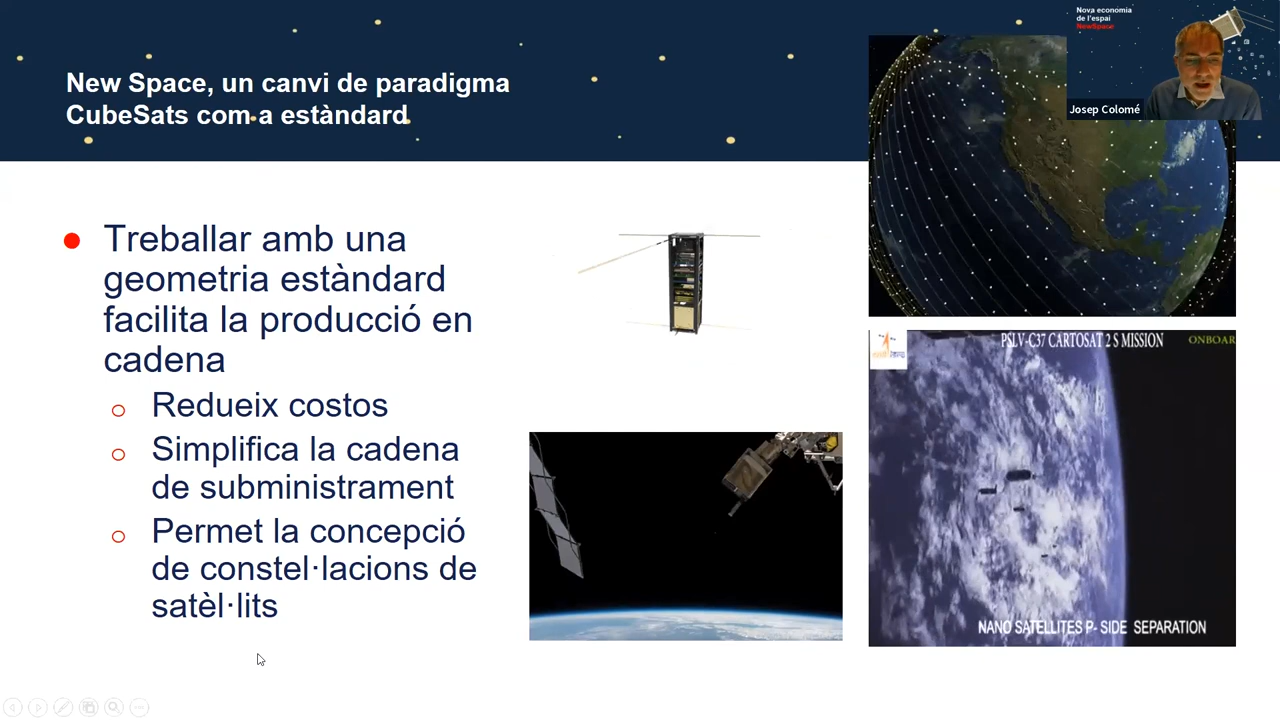 New Space, un canvi de paradigma
CubeSats com a estàndard
Treballar amb una
geometria estàndard
facilita la producció en
cadena
Redueix costos
Simplifica la cadena
de subministrament
Permet la concepció
de constel·lacions de
satèl·lits
Nova economia
de l'espai
NewSpace
Josep Colomé
PSLV-C37 CARTOSAT 2 S MISSION
ONBOAR
NANO SATELLITES P- SIDE SEPARATION